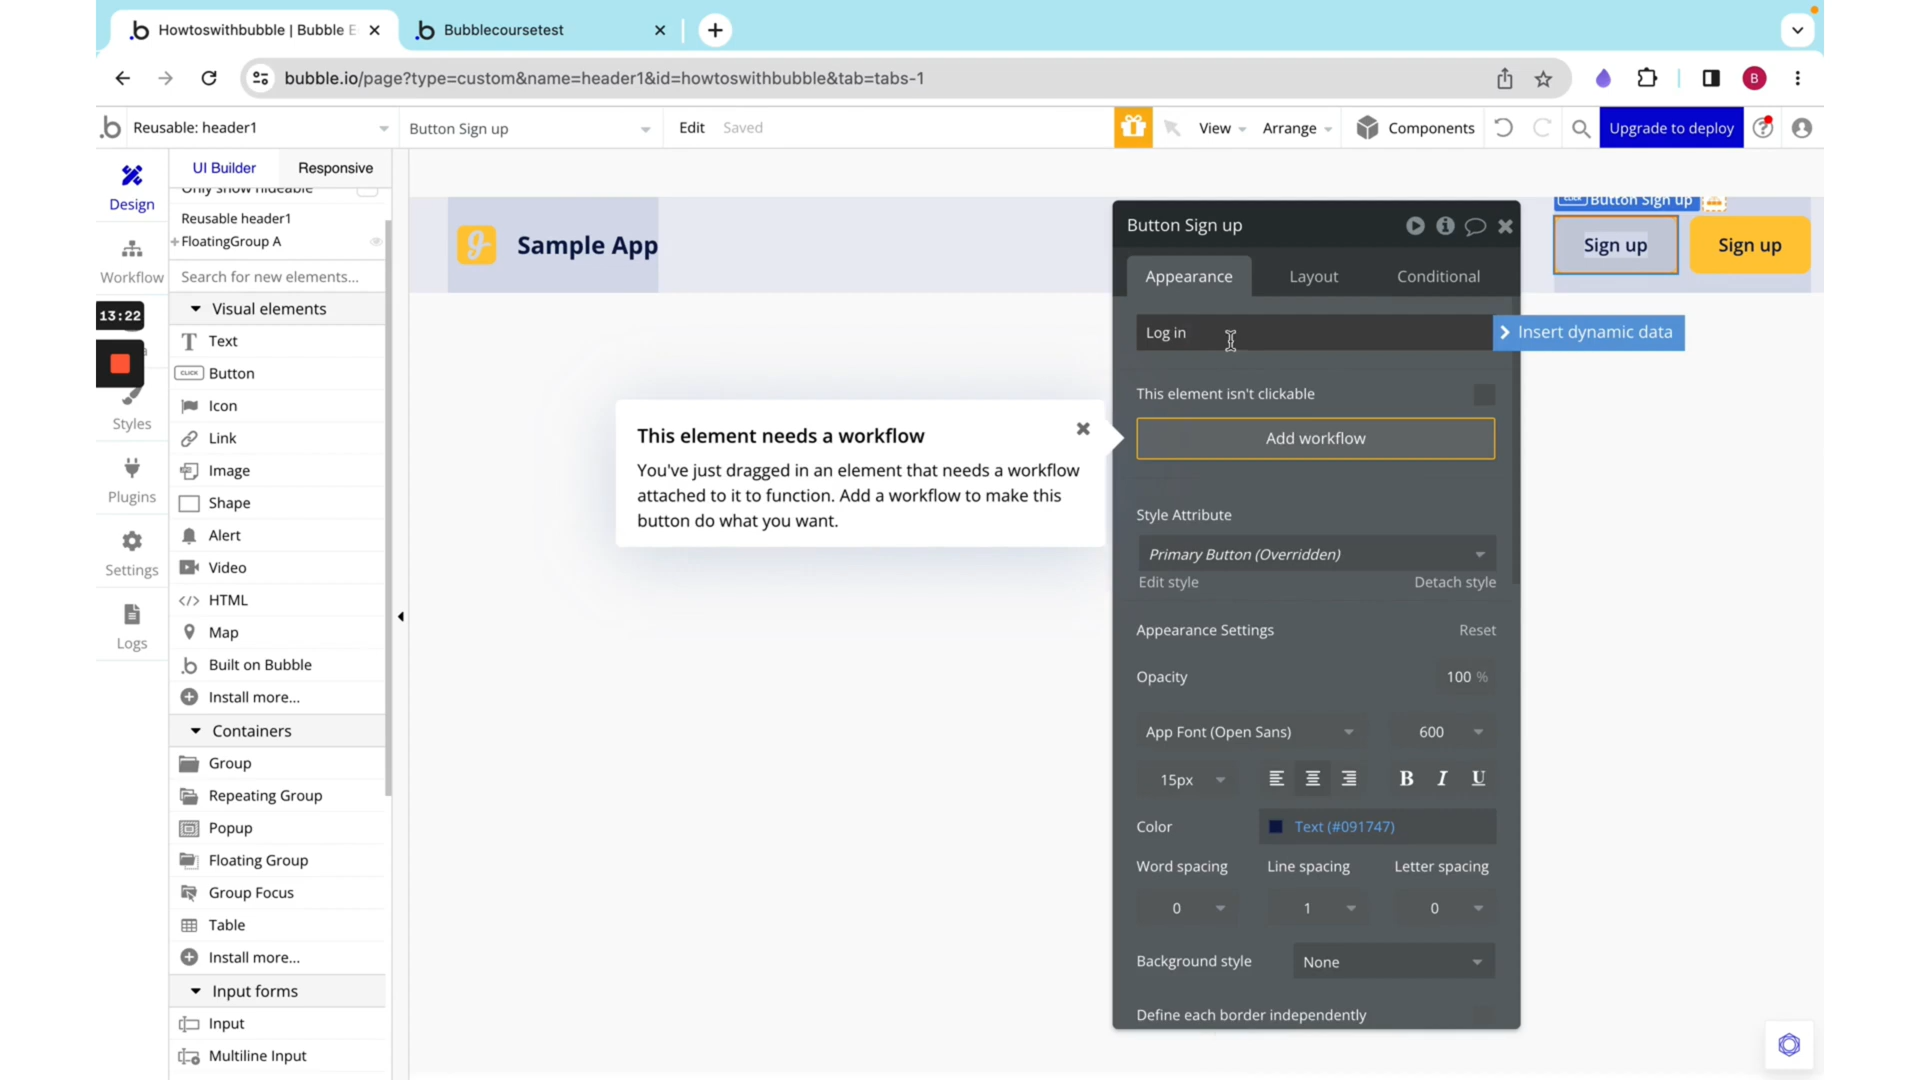 Howtoswithbubble | Bubble E
Bubblecoursetest
bubble.io/page?type=custom&name=header1&id=howtoswithbubble&tab=tabs-1
B
Reusable: header1
Button Sign up
Edit
Saved
View
Arrange
Components
Upgrade to deploy
Design
Workflow
13:22
Styles
Plugins
Settings
Logs
UI Builder
Responsive
Only show hideable
Reusable header1
FloatingGroup A
Search for new elements...
Visual elements
Text
CLICK Button
Icon
Link
Image
Shape
Alert
Video
HTML
Map
Built on Bubble
Install more...
Containers
Group
Repeating Group
Popup
Floating Group
Group Focus
Table
Install more...
Input forms
Input
Multiline Input
Sample App
This element needs a workflow
You've just dragged in an element that needs a workflow
attached to it to function. Add a workflow to make this
button do what you want.
Button Sign up
Appearance
Layout
Conditional
Log in
Insert dynamic data
This element isn't clickable
Add workflow
Style Attribute
Primary Button (Overridden)
Edit style
Detach style
Appearance Settings
Reset
Opacity
100 %
App Font (Open Sans)
600
15px
B I U
Color
Text (#091747)
Word spacing
Line spacing
Letter spacing
0
1
0
Background style
None
Define each border independently
CLICK Button Sign up
Sign up
Sign up